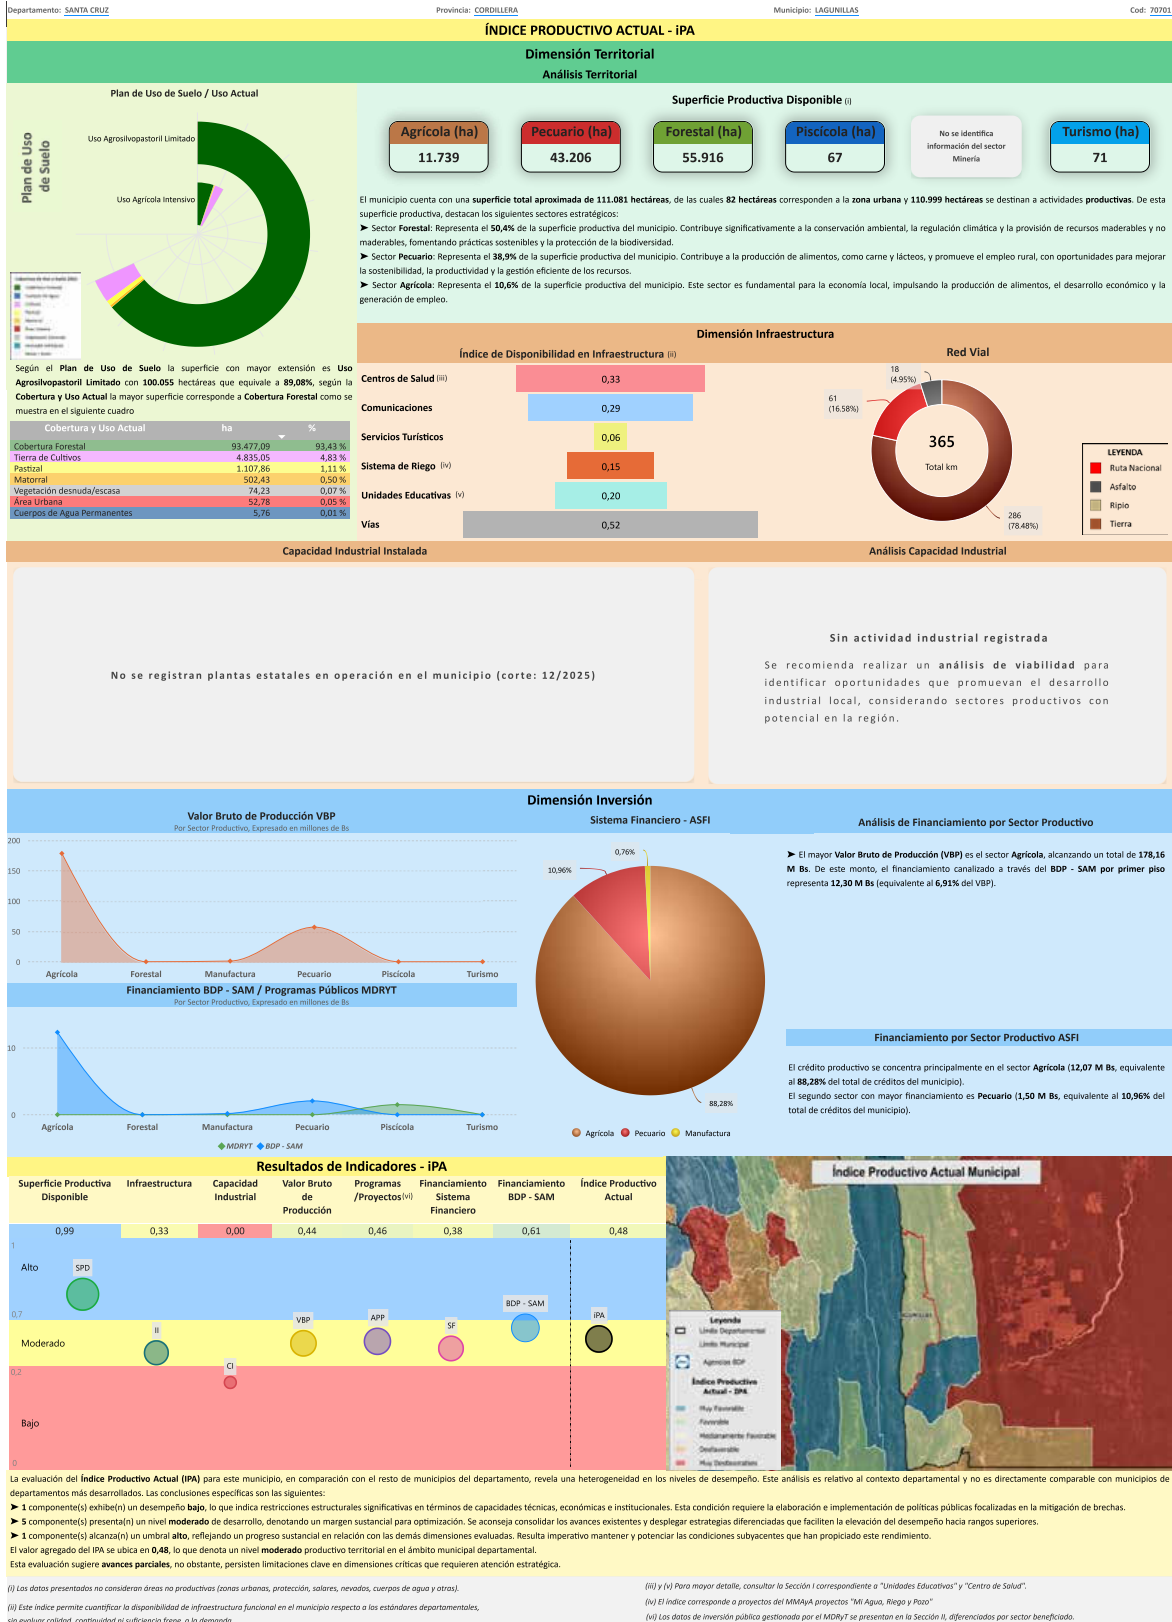 Departamento: SANTA CRUZ
Provincia: CORDILLERA
Municipio: LAGUNILLAS
Cod: 70701
ÍNDICE PRODUCTIVO ACTUAL - iPA
Dimensión Territorial
Análisis Territorial
Plan de Uso de Suelo / Uso Actual
Plan de Uso
de Suelo
Uso Agrosilvopastoril Limitado
Uso Agrícola Intensivo
Según el Plan de Uso de Suelo la superficie con mayor extensión es Uso
Agrosilvopastoril Limitado con 100.055 hectáreas que equivale a 89,08%, según la
Cobertura y Uso Actual la mayor superficie corresponde a Cobertura Forestal como se
muestra en el siguiente cuadro
Cobertura y Uso Actual ha %
Cobertura Forestal 93.477,09 93,43 %
Tierra de Cultivos 4.835,05 4,83 %
Pastizal 1.107,86 1,11 %
Matorral 502,43 0,50 %
Vegetación desnuda/escasa 74,23 0,07 %
Área Urbana 52,78 0,05 %
Cuerpos de Agua Permanentes 5,76 0,01 %
Superficie Productiva Disponible (i)
Agrícola (ha)
11.739
Pecuario (ha)
43.206
Forestal (ha)
55.916
Piscícola (ha)
67
No se identifica
información del sector
Minería
Turismo (ha)
71
El municipio cuenta con una superficie total aproximada de 111.081 hectáreas, de las cuales 82 hectáreas corresponden a la zona urbana y 110.999 hectáreas se destinan a actividades productivas. De esta
superficie productiva, destacan los siguientes sectores estratégicos:
➤ Sector Forestal: Representa el 50,4% de la superficie productiva del municipio. Contribuye significativamente a la conservación ambiental, la regulación climática y la provisión de recursos maderables y no
maderables, fomentando prácticas sostenibles y la protección de la biodiversidad.
➤ Sector Pecuario: Representa el 38,9% de la superficie productiva del municipio. Contribuye a la producción de alimentos, como carne y lácteos, y promueve el empleo rural, con oportunidades para mejorar
la sostenibilidad, la productividad y la gestión eficiente de los recursos.
➤ Sector Agrícola: Representa el 10,6% de la superficie productiva del municipio. Este sector es fundamental para la economía local, impulsando la producción de alimentos, el desarrollo económico y la
generación de empleo.
Dimensión Infraestructura
Índice de Disponibilidad en Infraestructura (ii)
Centros de Salud (iii) 0,33
Comunicaciones 0,29
Servicios Turísticos 0,06
Sistema de Riego (iv) 0,15
Unidades Educativas (v) 0,20
Vías 0,52
Red Vial
18
(4.95%)
61
(16.58%)
365
Total km
286
(78.48%)
LEYENDA
Ruta Nacional
Asfalto
Ripio
Tierra
Capacidad Industrial Instalada
No se registran plantas estatales en operación en el municipio (corte: 12/2025)
Análisis Capacidad Industrial
Sin actividad industrial registrada
Se recomienda realizar un análisis de viabilidad para
identificar oportunidades que promuevan el desarrollo
industrial local, considerando sectores productivos con
potencial en la región.
Dimensión Inversión
Valor Bruto de Producción VBP
Por Sector Productivo, Expresado en millones de Bs
200
150
100
50
0
Agrícola Forestal Manufactura Pecuario Piscícola Turismo
Financiamiento BDP - SAM / Programas Públicos MDRYT
Por Sector Productivo, Expresado en millones de Bs
10
0
Agrícola Forestal Manufactura Pecuario Piscícola Turismo
MDRYT BDP - SAM
Sistema Financiero - ASFI
0,76%
10,96%
88,28%
Agrícola Pecuario Manufactura
Análisis de Financiamiento por Sector Productivo
➤ El mayor Valor Bruto de Producción (VBP) es el sector Agrícola, alcanzando un total de 178,16
M Bs. De este monto, el financiamiento canalizado a través del BDP - SAM por primer piso
representa 12,30 M Bs (equivalente al 6,91% del VBP).
Financiamiento por Sector Productivo ASFI
El crédito productivo se concentra principalmente en el sector Agrícola (12,07 M Bs, equivalente
al 88,28% del total de créditos del municipio).
El segundo sector con mayor financiamiento es Pecuario (1,50 M Bs, equivalente al 10,96% del
total de créditos del municipio).
Resultados de Indicadores - iPA
Superficie Productiva Disponible
Infraestructura
Capacidad Industrial
Valor Bruto de Producción
Programas /Proyectos (vi)
Financiamiento Sistema Financiero
Financiamiento BDP - SAM
Índice Productivo Actual
0,99 0,33 0,00 0,44 0,46 0,38 0,61 0,48
1
Alto
0,7
Moderado
0,2
Bajo
0
SPD
II
CI
VBP
APP
SF
BDP - SAM
iPA
Índice Productivo Actual Municipal
LAGUNILLAS
Leyenda
Límite Departamental
Límite Municipal
Agencias BDP
Índice Productivo
Actual - IPA
Muy Favorable
Favorable
Medianamente Favorable
Desfavorable
Muy Desfavorable
La evaluación del Índice Productivo Actual (IPA) para este municipio, en comparación con el resto de municipios del departamento, revela una heterogeneidad en los niveles de desempeño. Este análisis es relativo al contexto departamental y no es directamente comparable con municipios de
departamentos más desarrollados. Las conclusiones específicas son las siguientes:
➤ 1 componente(s) exhibe(n) un desempeño bajo, lo que indica restricciones estructurales significativas en términos de capacidades técnicas, económicas e institucionales. Esta condición requiere la elaboración e implementación de políticas públicas focalizadas en la mitigación de brechas.
➤ 5 componente(s) presenta(n) un nivel moderado de desarrollo, denotando un margen sustancial para optimización. Se aconseja consolidar los avances existentes y desplegar estrategias diferenciadas que faciliten la elevación del desempeño hacia rangos superiores.
➤ 1 componente(s) alcanza(n) un umbral alto, reflejando un progreso sustancial en relación con las demás dimensiones evaluadas. Resulta imperativo mantener y potenciar las condiciones subyacentes que han propiciado este rendimiento.
El valor agregado del IPA se ubica en 0,48, lo que denota un nivel moderado productivo territorial en el ámbito municipal departamental.
Esta evaluación sugiere avances parciales, no obstante, persisten limitaciones clave en dimensiones críticas que requieren atención estratégica.
(i) Los datos presentados no consideran áreas no productivas (zonas urbanas, protección, salares, nevados, cuerpos de agua y otras).
(ii) Este índice permite cuantificar la disponibilidad de infraestructura funcional en el municipio respecto a los estándares departamentales,
sin evaluar calidad, continuidad ni suficiencia frene a la demanda.
(iii) y (v) Para mayor detalle, consultar la Sección I correspondiente a "Unidades Educativas" y "Centro de Salud".
(iv) El índice corresponde a proyectos del MMAyA proyectos "Mi Agua, Riego y Pozo"
(vi) Los datos de inversión pública gestionada por el MDRyT se presentan en la Sección II, diferenciados por sector beneficiado.